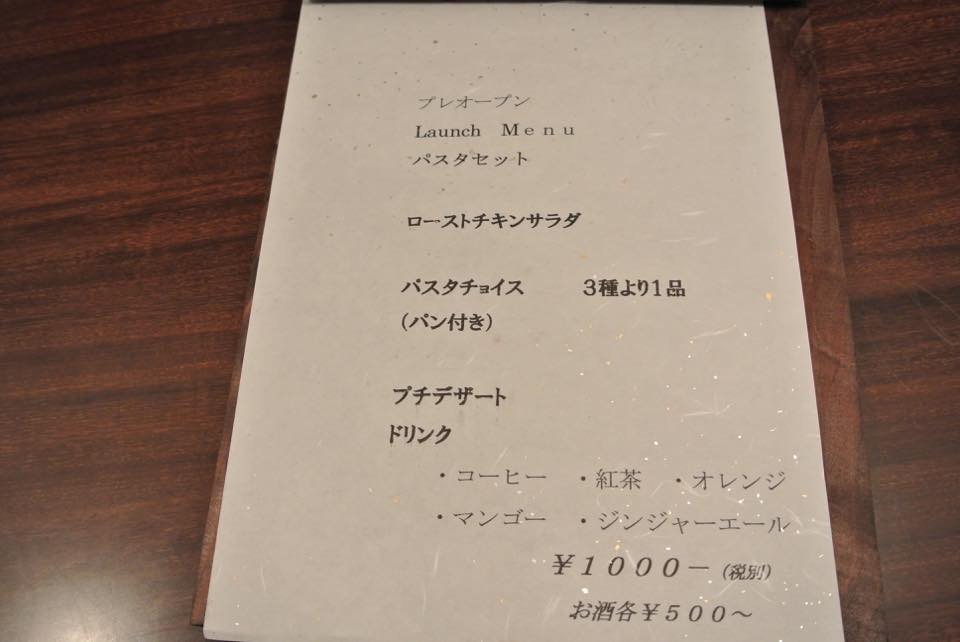 プレオープン
Launch　Ｍｅｎｕ
パスタセット
ローストチキンサラダ
パスタチョイス　３種より１品
（パン付き）
プチデザート
ドリンク
・コーヒー　・紅茶　・オレンジ
・マンゴー　・ジンジャーエール
￥１０００－（税別）
お酒各￥５００～